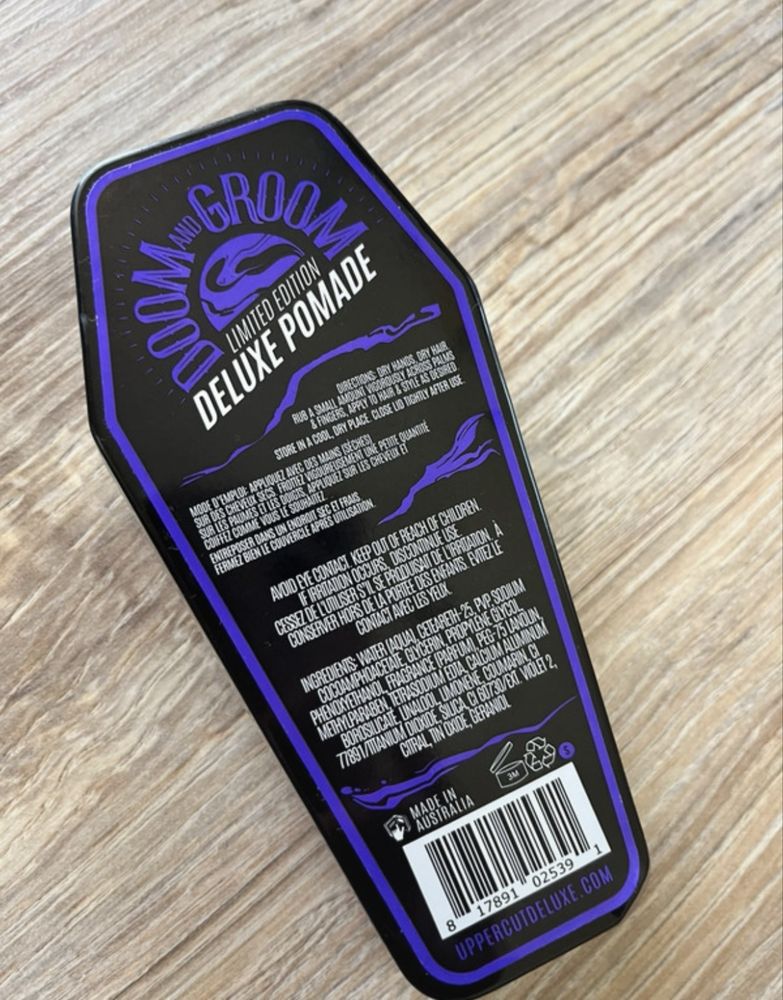 DOOM AND GROOM
LIMITED EDITION
DELUXE POMADE
DIRECTIONS: DRY HANDS, DRY HAIR
RUB A SMALL AMOUNT VIGOROUSLY ACROSS PALMS
& FINGERS, APPLY TO HAIR & STYLE AS DESIRED.
STORE IN A COOL, DRY PLACE. CLOSE LID TIGHTLY AFTER USE.
MODE D'EMPLOI: APPLIQUEZ AVEC DES MAINS (SÈCHES)
SUR DES CHEVEUX SECS. FROTTEZ VIGOUREUSEMENT UNE PETITE QUANTITÉ
SUR LES PAUMES ET LES DOIGTS. APPLIQUEZ SUR LES CHEVEUX ET
COIFFEZ COMME VOUS LE SOUHAITEZ.
ENTREPOSER DANS UN ENDROIT SEC ET FRAIS.
FERMEZ BIEN LE COUVERCLE APRÈS UTILISATION.
AVOID EYE CONTACT. KEEP OUT OF REACH OF CHILDREN.
IF IRRITATION OCCURS, DISCONTINUE USE.
CESSEZ DE L'UTILISER S'IL SE PRODUISAIT DE L'IRRITATION. À
CONSERVER HORS DE LA PORTÉE DES ENFANTS. ÉVITEZ LE
CONTACT AVEC LES YEUX.
INGREDIENTS: WATER (AQUA), CETEARETH-25, PVP, SODIUM
COCOAMPHOACETATE, GLYCERIN, PROPYLENE GLYCOL,
PHENOXYETHANOL, FRAGRANCE (PARFUM), PEG-75 LANOLIN,
METHYLPARABEN, TETRASODIUM EDTA, CALCIUM ALUMINUM
BOROSILICATE, LINALOOL, LIMONENE, COUMARIN, CI
77891/TITANIUM DIOXIDE, SILICA, CI 60730/EXT. VIOLET 2,
CITRAL, TIN OXIDE, GERANIOL
3M
S
MADE IN
AUSTRALIA
8 17891 02539 1
UPPERCUTDELUXE.COM